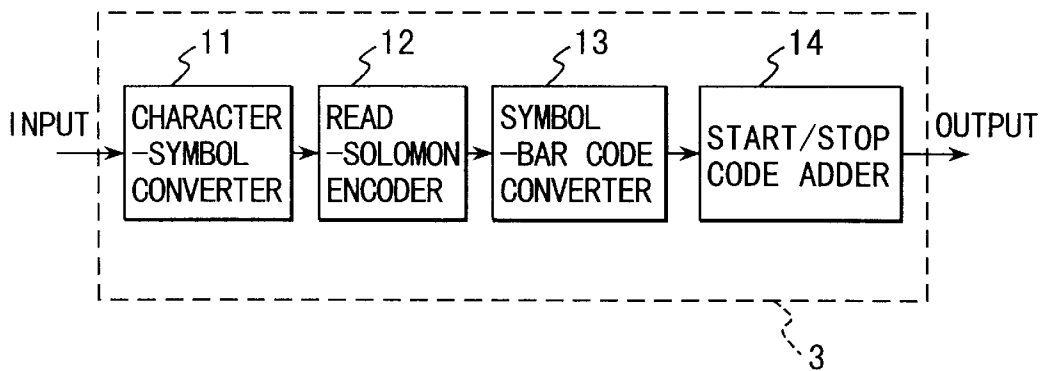 11
12
13
14
INPUT
CHARACTER
-SYMBOL
CONVERTER
READ
-SOLOMON
ENCODER
SYMBOL
-BAR CODE
CONVERTER
START/STOP
CODE ADDER
OUTPUT
3